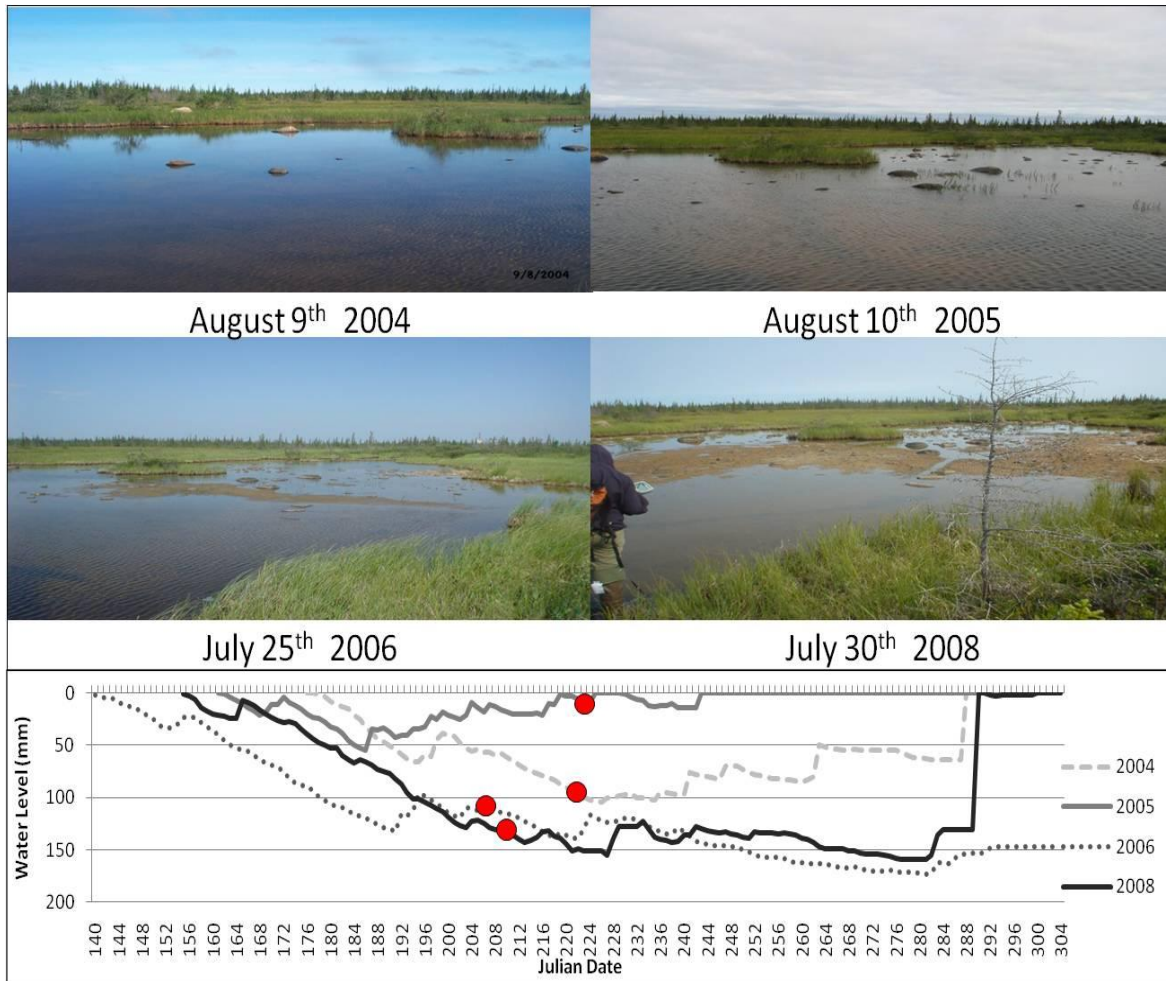 9/8/2004
August 9th 2004
August 10th 2005
July 25th 2006
July 30th 2008
Water Level (mm)
0
50
100
150
200
2004
2005
2006
2008
140 144 148 152 156 160 164 168 172 176 180 184 188 192 196 200 204 208 212 216 220 224 228 232 236 240 244 248 252 256 260 264 268 272 276 280 284 288 292 296 300 304
Julian Date